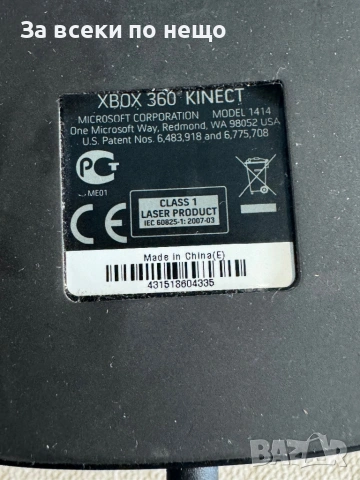 За всеки по нещо
XBOX 360 KINECT
MICROSOFT CORPORATION MODEL 1414
One Microsoft Way, Redmond, WA 98052 USA
U.S. Patent Nos. 6,483,918 and 6,775,708
ME01
CE
CLASS 1
LASER PRODUCT
IEC 60825-1: 2007-03
Made in China(E)
431518604335
BAZAR